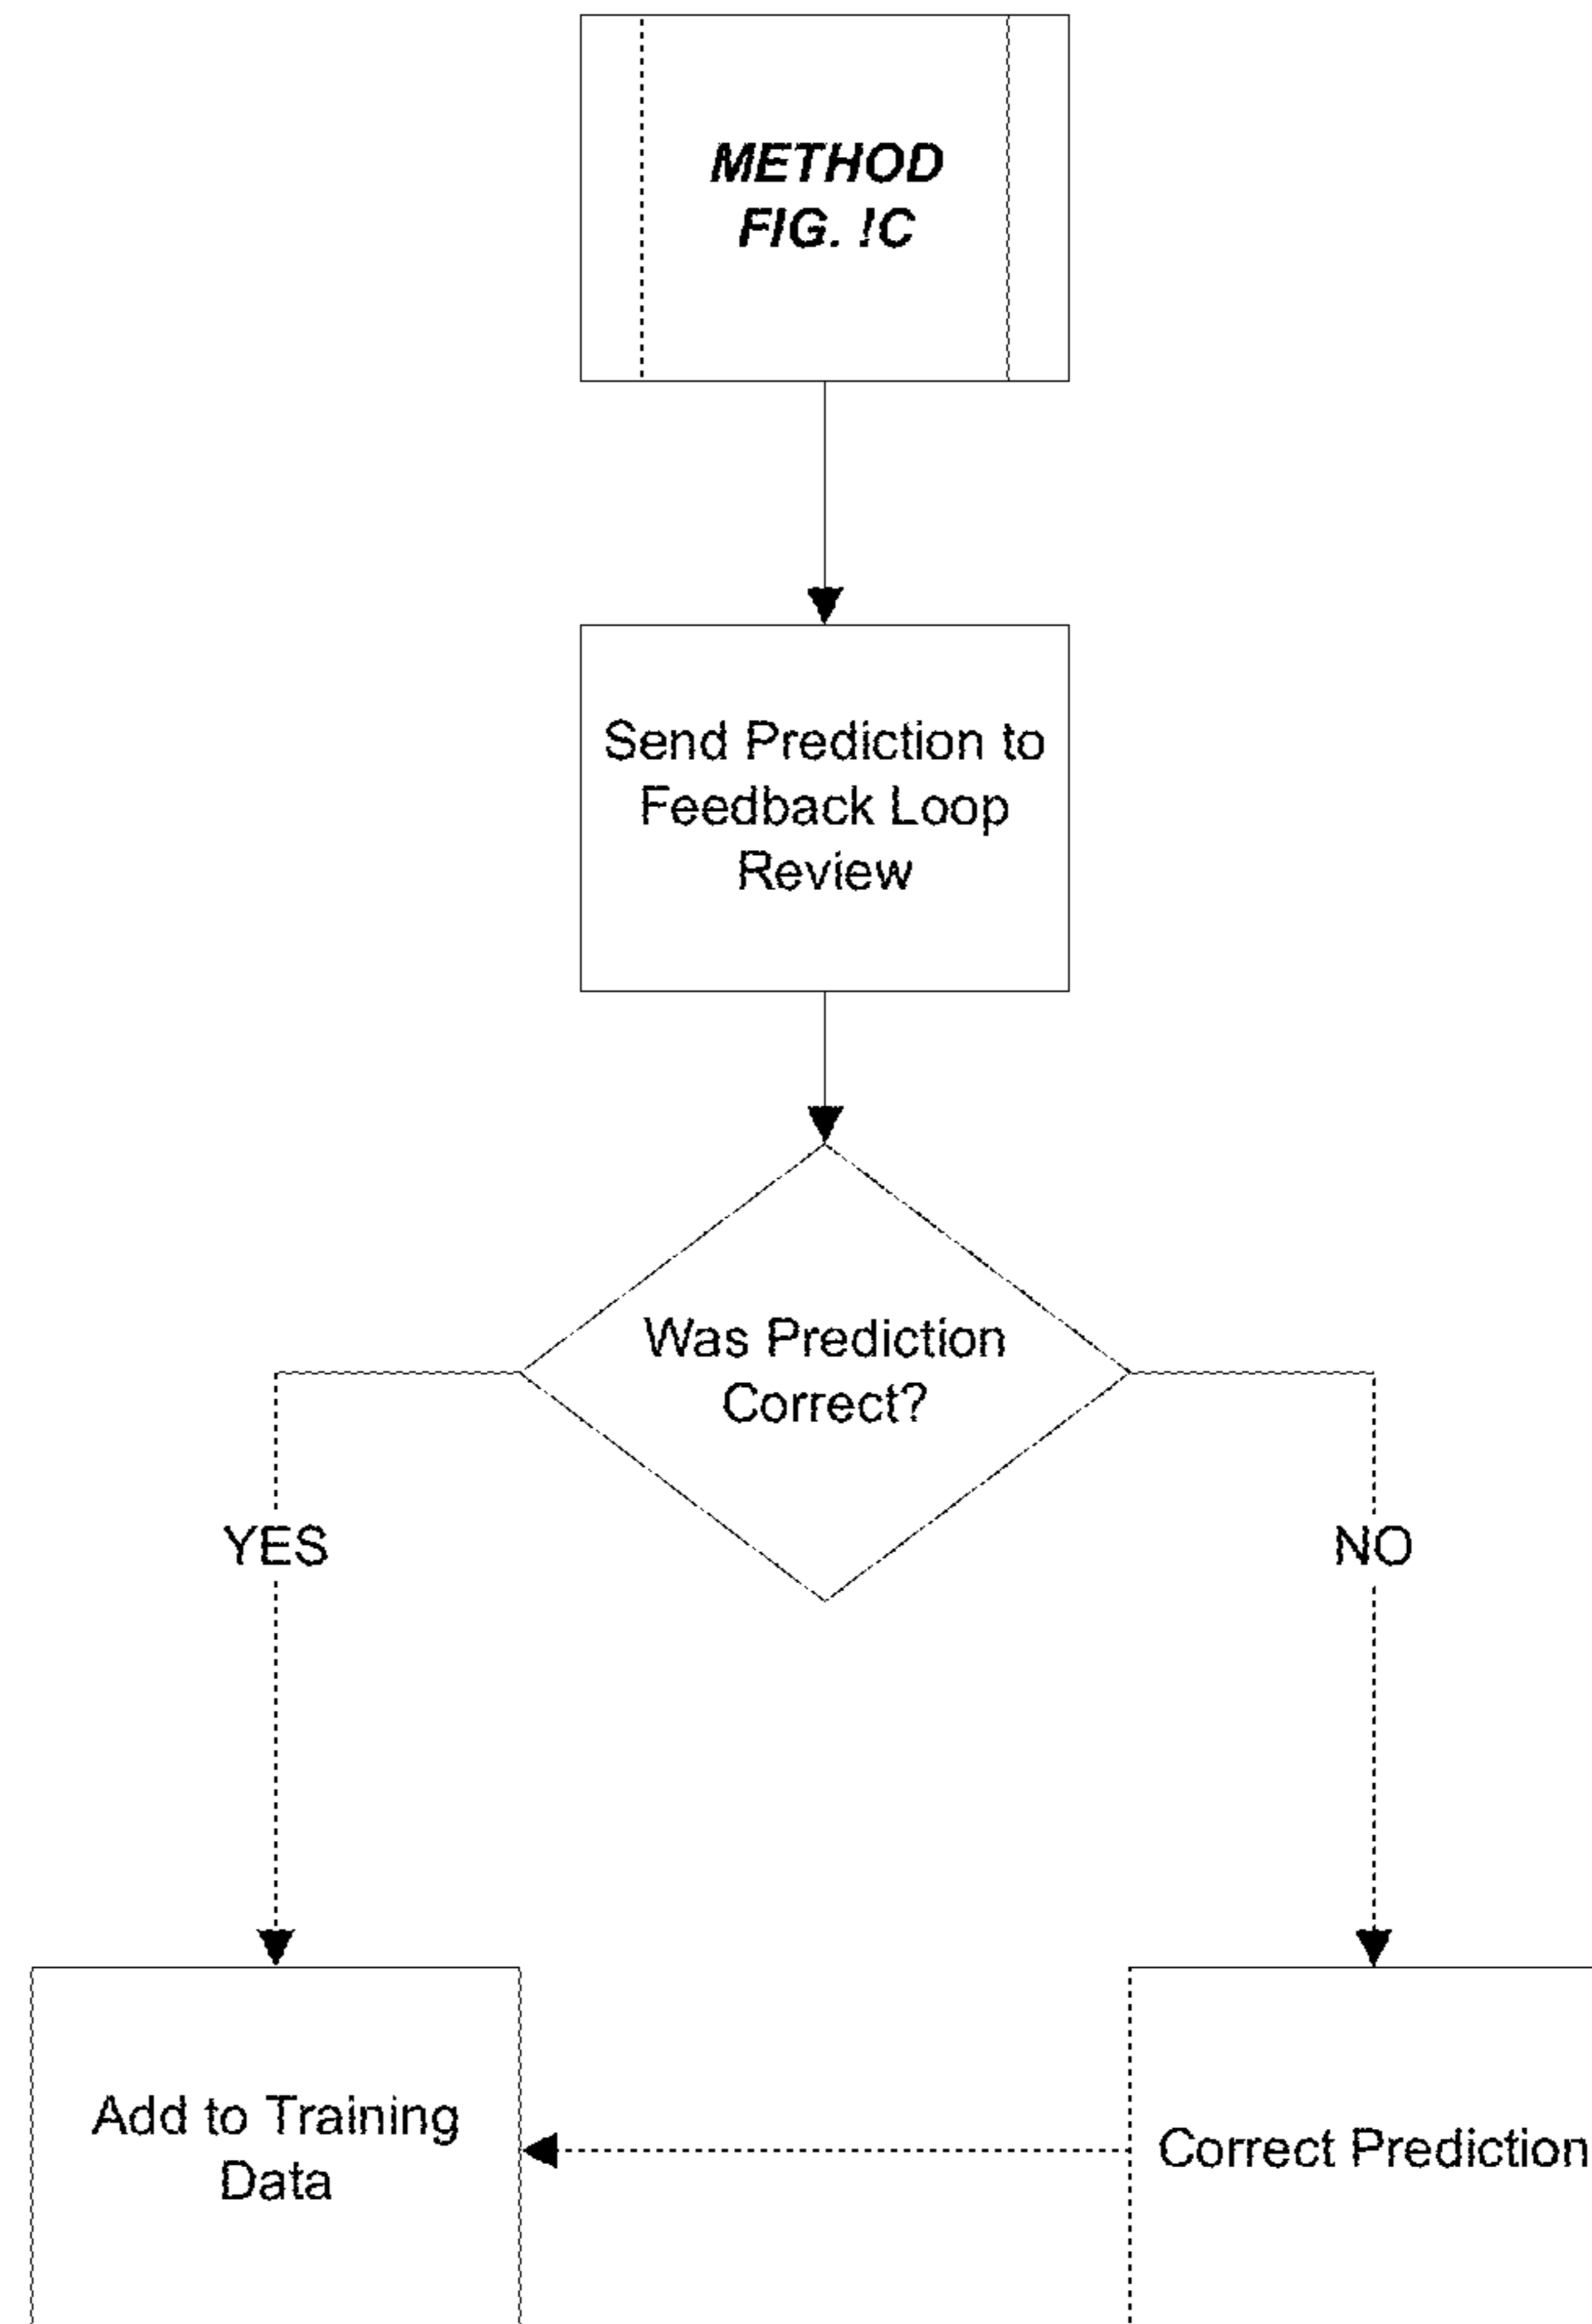 METHOD
FIG. !C
Send Prediction to
Feedback Loop
Review
Was Prediction
Correct?
YES
NO
Add to Training
Data
Correct Prediction